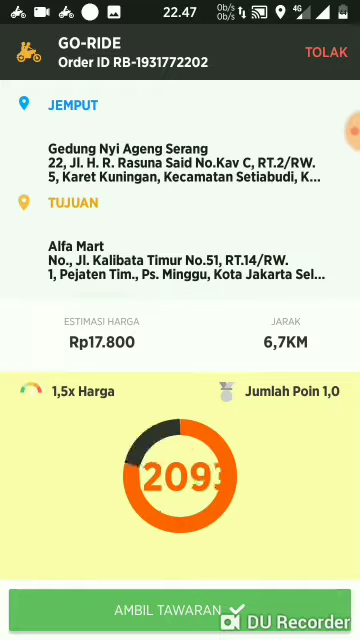 22.47
0b/s
0b/s
4G
GO-RIDE
Order ID RB-1931772202
TOLAK
JEMPUT
Gedung Nyi Ageng Serang
22, Jl. H. R. Rasuna Said No.Kav C, RT.2/RW.
5, Karet Kuningan, Kecamatan Setiabudi, K...
TUJUAN
Alfa Mart
No., Jl. Kalibata Timur No.51, RT.14/RW.
1, Pejaten Tim., Ps. Minggu, Kota Jakarta Sel...
ESTIMASI HARGA
JARAK
Rp17.800
6,7KM
1,5x Harga
Jumlah Poin 1,0
2093
AMBIL TAWARAN
DU Recorder